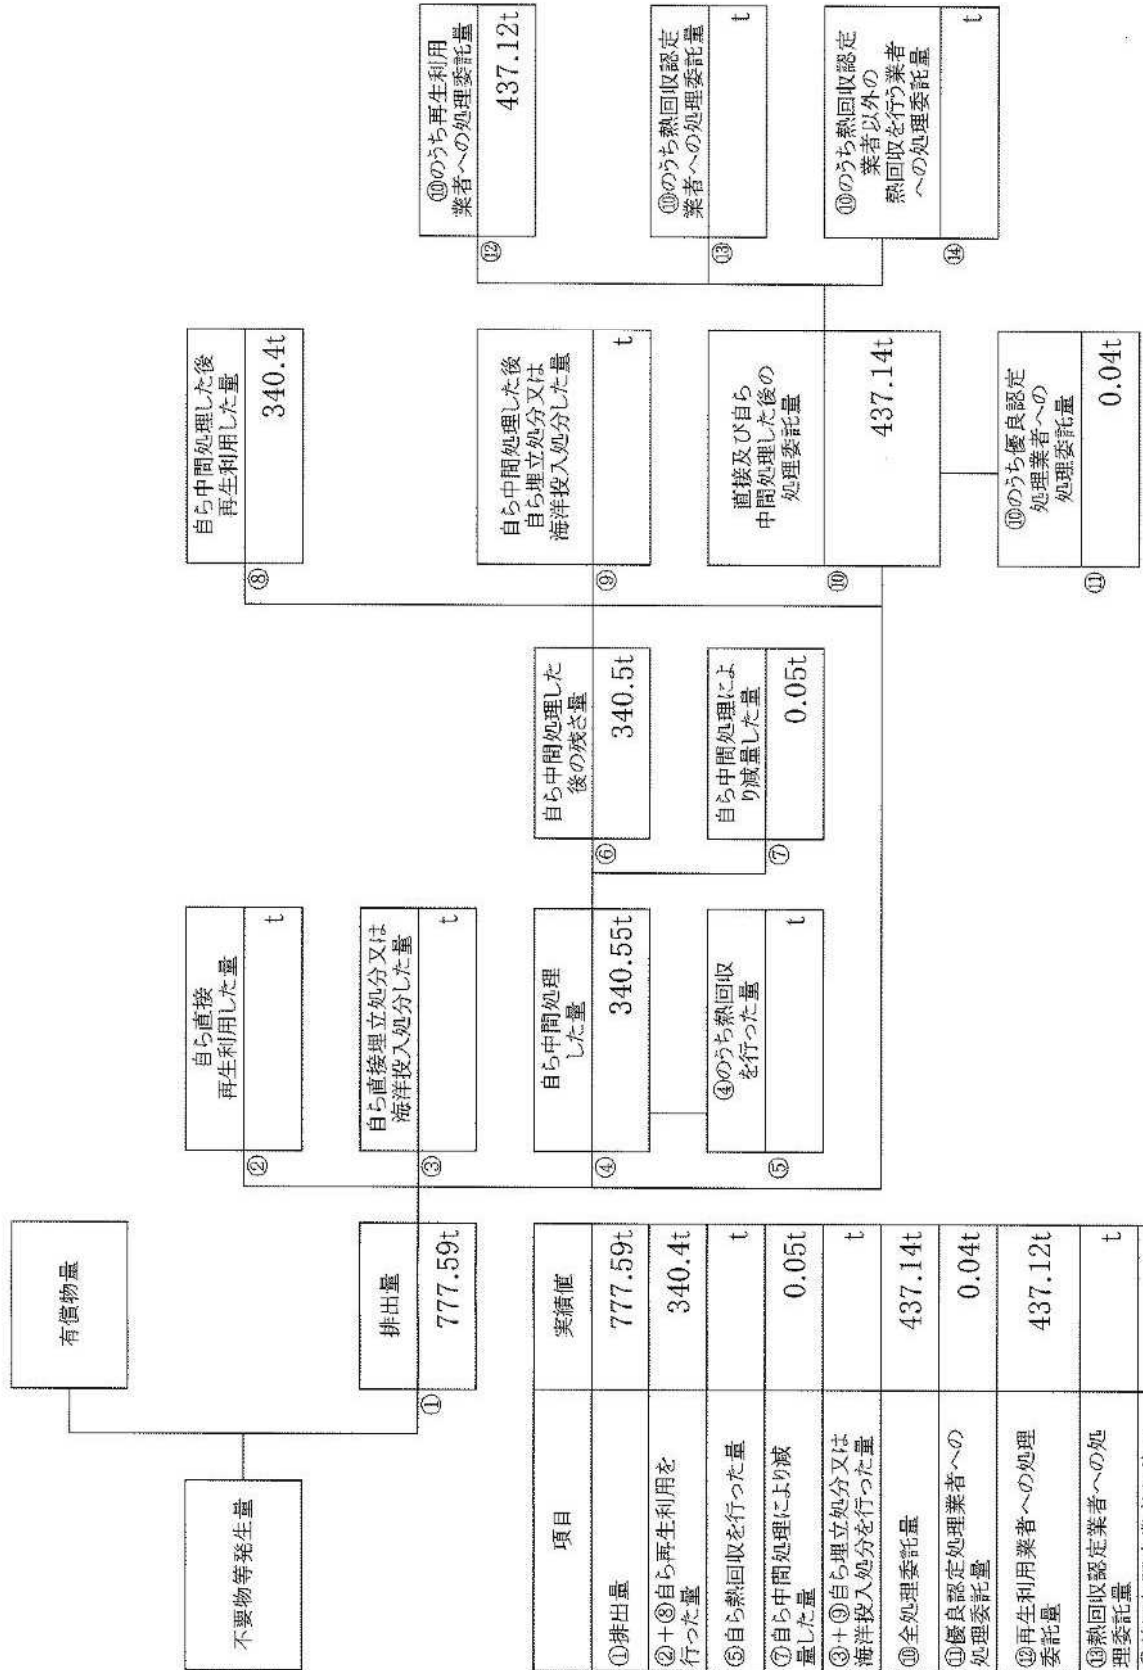 不要物等発生量
有償物量
①
排出量
777.59t
②
自ら直接
再生利用した量
t
③
自ら直接埋立処分又は
海洋投入処分した量
t
④
自ら中間処理
した量
340.55t
⑤
④のうち熱回収
を行った量
t
⑥
自ら中間処理した
後の残さ量
340.5t
⑦
自ら中間処理によ
り減量した量
0.05t
⑧
自ら中間処理した後
再生利用した量
340.4t
⑨
自ら中間処理した後
自ら埋立処分又は
海洋投入処分した量
t
⑩
直接及び自ら
中間処理した後の
処理委託量
437.14t
⑪
⑩のうち優良認定
処理業者への
処理委託量
0.04t
⑫
⑩のうち再生利用
業者への処理委託量
437.12t
⑬
⑩のうち熱回収認定
業者への処理委託量
t
⑭
⑩のうち熱回収認定
業者以外の
熱回収を行う業者
への処理委託量
t
項目
実績値
①排出量
777.59t
②+⑧自ら再生利用を
行った量
340.4t
⑤自ら熱回収を行った量
t
⑦自ら中間処理により減
量した量
0.05t
③+⑨自ら埋立処分又は
海洋投入処分を行った量
t
⑩全処理委託量
437.14t
⑪優良認定処理業者への
処理委託量
0.04t
⑫再生利用業者への処理
委託量
437.12t
⑬熱回収認定業者への処
理委託量
t